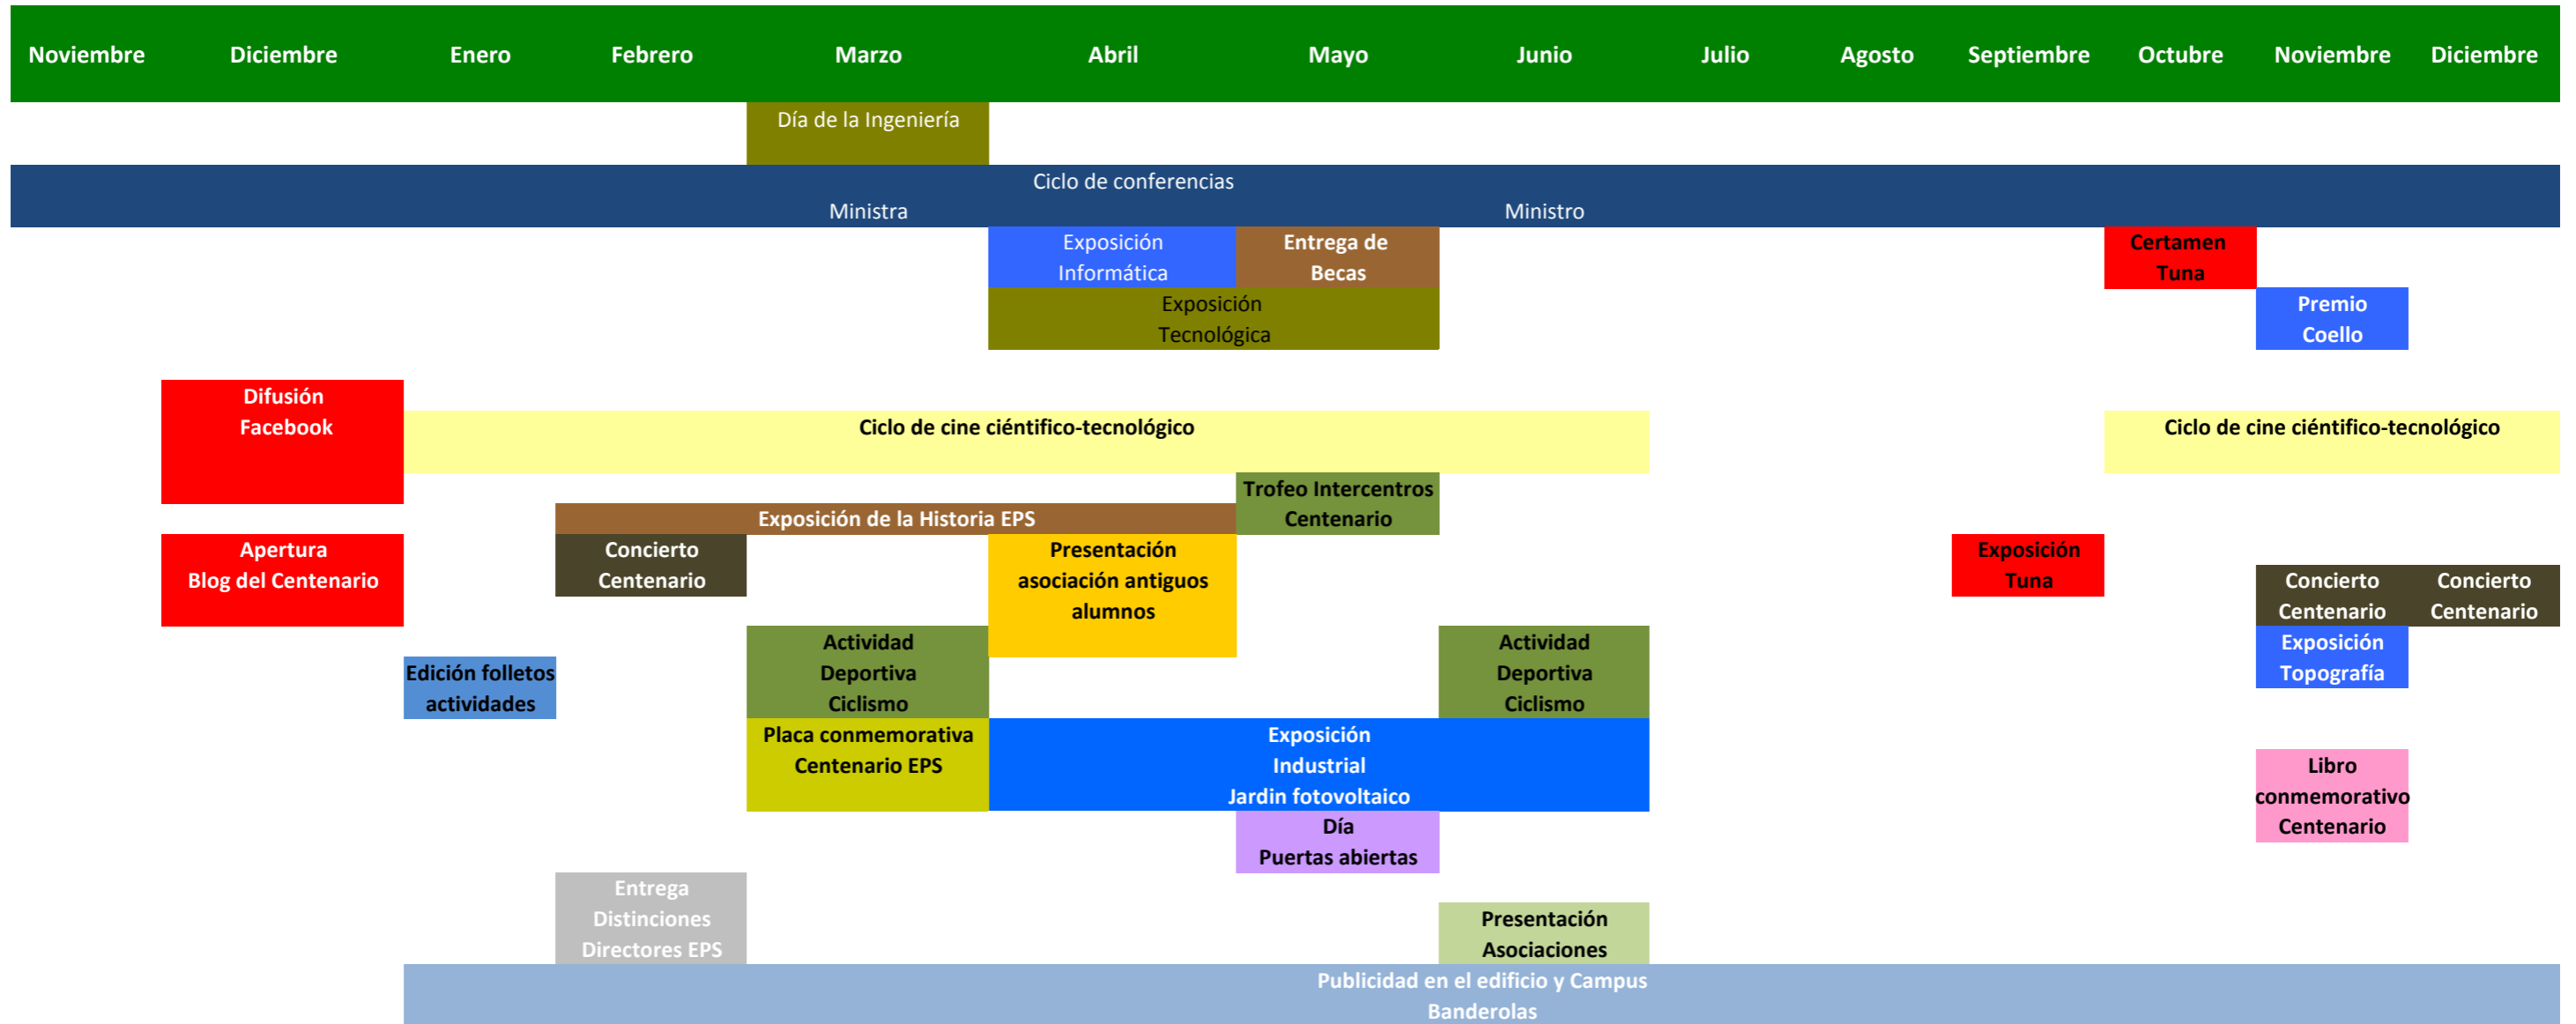 Noviembre Diciembre Enero Febrero Marzo Abril Mayo Junio Julio Agosto Septiembre Octubre Noviembre Diciembre
Día de la Ingeniería
Ciclo de conferencias
Ministra Ministro
Exposición
Informática
Entrega de
Becas
Certamen
Tuna
Exposición
Tecnológica
Premio
Coello
Difusión
Facebook
Ciclo de cine ciéntifico-tecnológico
Ciclo de cine ciéntifico-tecnológico
Trofeo Intercentros
Centenario
Exposición de la Historia EPS
Apertura
Blog del Centenario
Concierto
Centenario
Presentación
asociación antiguos
alumnos
Exposición
Tuna
Concierto
Centenario
Concierto
Centenario
Edición folletos
actividades
Actividad
Deportiva
Ciclismo
Actividad
Deportiva
Ciclismo
Exposición
Topografía
Placa conmemorativa
Centenario EPS
Exposición
Industrial
Jardin fotovoltaico
Libro
conmemorativo
Centenario
Día
Puertas abiertas
Entrega
Distinciones
Directores EPS
Presentación
Asociaciones
Publicidad en el edificio y Campus
Banderolas